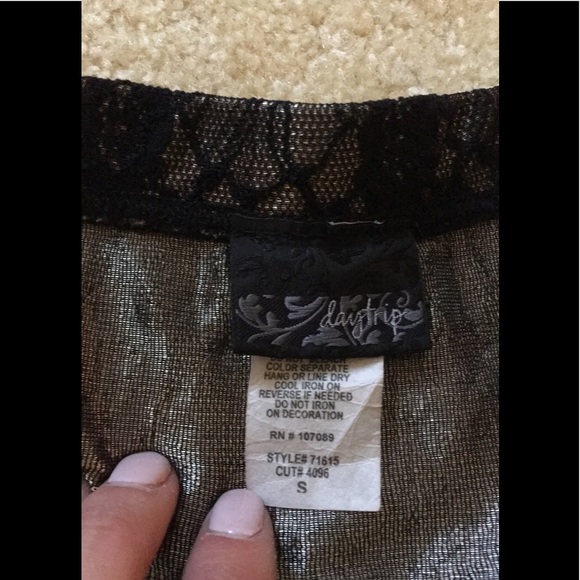 daytrip
COLOR SEPARATE
HANG OR LINE DRY
COOL IRON ON
REVERSE IF NEEDED
DO NOT IRON
ON DECORATION
RN # 107089
STYLE# 71615
CUT# 4096
S